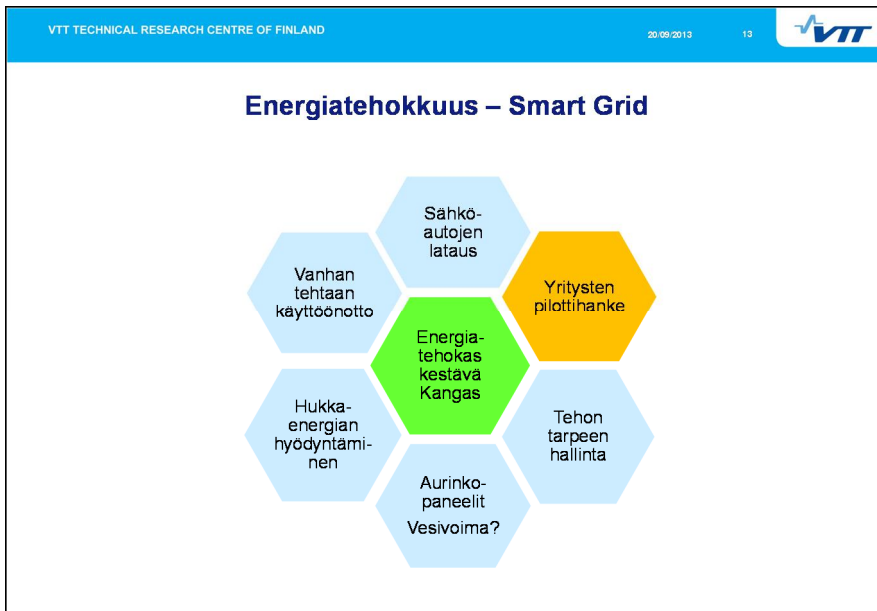 VTT TECHNICAL RESEARCH CENTRE OF FINLAND
20/09/2013
13
VTT
Energiatehokkuus – Smart Grid
Sähkö-
autojen
lataus
Vanhan
tehtaan
käyttöönotto
Yritysten
pilottihanke
Energia-
tehokas
kestävä
Kangas
Hukka-
energian
hyödyntämi-
nen
Tehon
tarpeen
hallinta
Aurinko-
paneelit
Vesivoima?